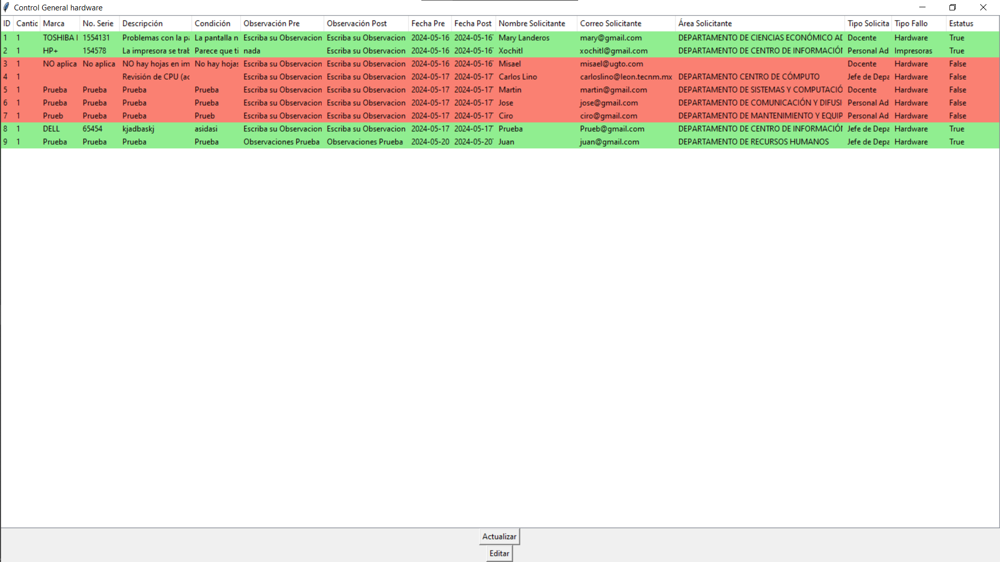 Control General hardware
ID Cantic Marca No. Serie Descripción Condición Observación Pre Observación Post Fecha Pre Fecha Post Nombre Solicitante Correo Solicitante Área Solicitante Tipo Solicita Tipo Fallo Estatus
1 1 TOSHIBA 1554131 Problemas con la La pantalla n Escriba su Observacion Escriba su Observacion 2024-05-16 2024-05-16 Mary Landeros mary@gmail.com DEPARTAMENTO DE CIENCIAS ECONÓMICO AD Docente Hardware True
2 1 HP+ 154578 La impresora se trab Parece que ti nada Escriba su Observacion 2024-05-16 2024-05-16 Xochitl xochitl@gmail.com DEPARTAMENTO DE CENTRO DE INFORMACIÓN Personal Ad Impresoras True
3 1 NO aplica No aplica NO hay hojas en im No hay hojas Escriba su Observacion Escriba su Observacion 2024-05-16 2024-05-16 Misael misael@ugto.com Docente Hardware False
4 1 Revisión de CPU (ac Escriba su Observacion Escriba su Observacion 2024-05-17 2024-05-17 Carlos Lino carloslino@leon.tecnm.mx DEPARTAMENTO CENTRO DE CÓMPUTO Jefe de Depa Hardware False
5 1 Prueba Prueba Prueba Prueba Escriba su Observacion Escriba su Observacion 2024-05-17 2024-05-17 Martin martin@gmail.com DEPARTAMENTO DE SISTEMAS Y COMPUTACIÓ Docente Hardware False
6 1 Prueba Prueba Prueba Prueba Escriba su Observacion Escriba su Observacion 2024-05-17 2024-05-17 Jose jose@gmail.com DEPARTAMENTO DE COMUNICACIÓN Y DIFUSI Personal Ad Hardware False
7 1 Prueb Prueba Prueba Prueb Escriba su Observacion Escriba su Observacion 2024-05-17 2024-05-17 Ciro ciro@gmail.com DEPARTAMENTO DE MANTENIMIENTO Y EQUIP Personal Ad Hardware False
8 1 DELL 65454 kjadbaskj asidasi Escriba su Observacion Escriba su Observacion 2024-05-17 2024-05-17 Prueba Prueb@gmail.com DEPARTAMENTO DE CENTRO DE INFORMACIÓN Jefe de Depa Hardware True
9 1 Prueba Prueba Prueba Prueba Observaciones Prueba Observaciones Prueba 2024-05-20 2024-05-20 Juan juan@gmail.com DEPARTAMENTO DE RECURSOS HUMANOS Jefe de Depa Hardware True
Actualizar
Editar